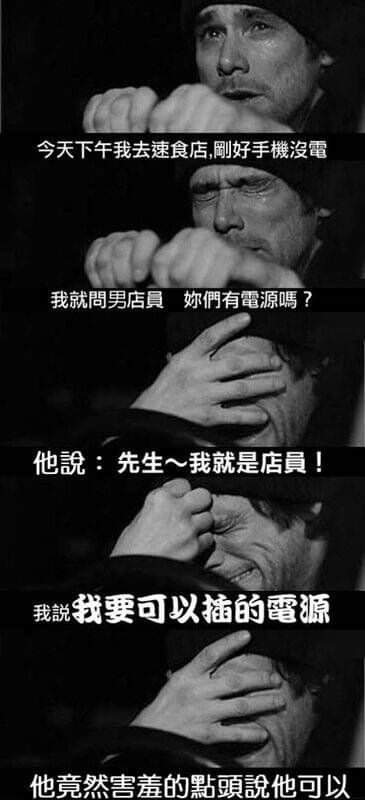 今天下午我去速食店,剛好手機沒電
我就問男店員 妳們有電源嗎？
他說：先生～我就是店員！
我説我要可以插的電源
他竟然害羞的點頭說他可以